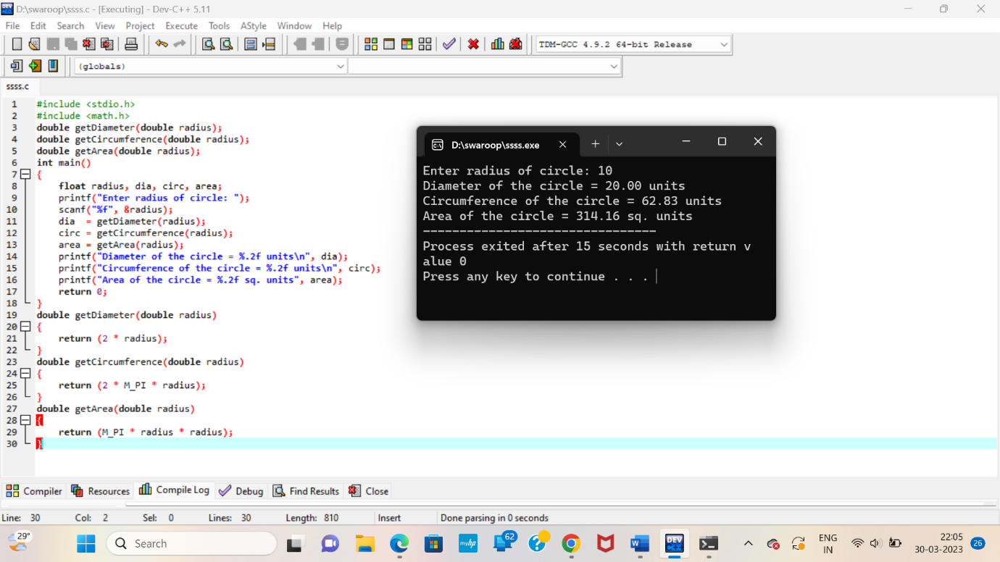 D:\swaroop\ssss.c - [Executing] - Dev-C++ 5.11
File Edit Search View Project Execute Tools AStyle Window Help
TDM-GCC 4.9.2 64-bit Release
(globals)
ssss.c
1 #include <stdio.h>
2 #include <math.h>
3 double getDiameter(double radius);
4 double getCircumference(double radius);
5 double getArea(double radius);
6 int main()
7 {
8 float radius, dia, circ, area;
9 printf("Enter radius of circle: ");
10 scanf("%f", &radius);
11 dia  = getDiameter(radius);
12 circ = getCircumference(radius);
13 area = getArea(radius);
14 printf("Diameter of the circle = %.2f units\n", dia);
15 printf("Circumference of the circle = %.2f units\n", circ);
16 printf("Area of the circle = %.2f sq. units", area);
17 return 0;
18 }
19 double getDiameter(double radius)
20 {
21 return (2 * radius);
22 }
23 double getCircumference(double radius)
24 {
25 return (2 * M_PI * radius);
26 }
27 double getArea(double radius)
28 {
29 return (M_PI * radius * radius);
30 }
D:\swaroop\ssss.exe
Enter radius of circle: 10
Diameter of the circle = 20.00 units
Circumference of the circle = 62.83 units
Area of the circle = 314.16 sq. units
--------------------------------
Process exited after 15 seconds with return v
alue 0
Press any key to continue . . .
Compiler Resources Compile Log Debug Find Results Close
Line: 30 Col: 2 Sel: 0 Lines: 30 Length: 810 Insert Done parsing in 0 seconds
29° Search myhp 62 DEV C++ ENG 22:05
IN 30-03-2023 26